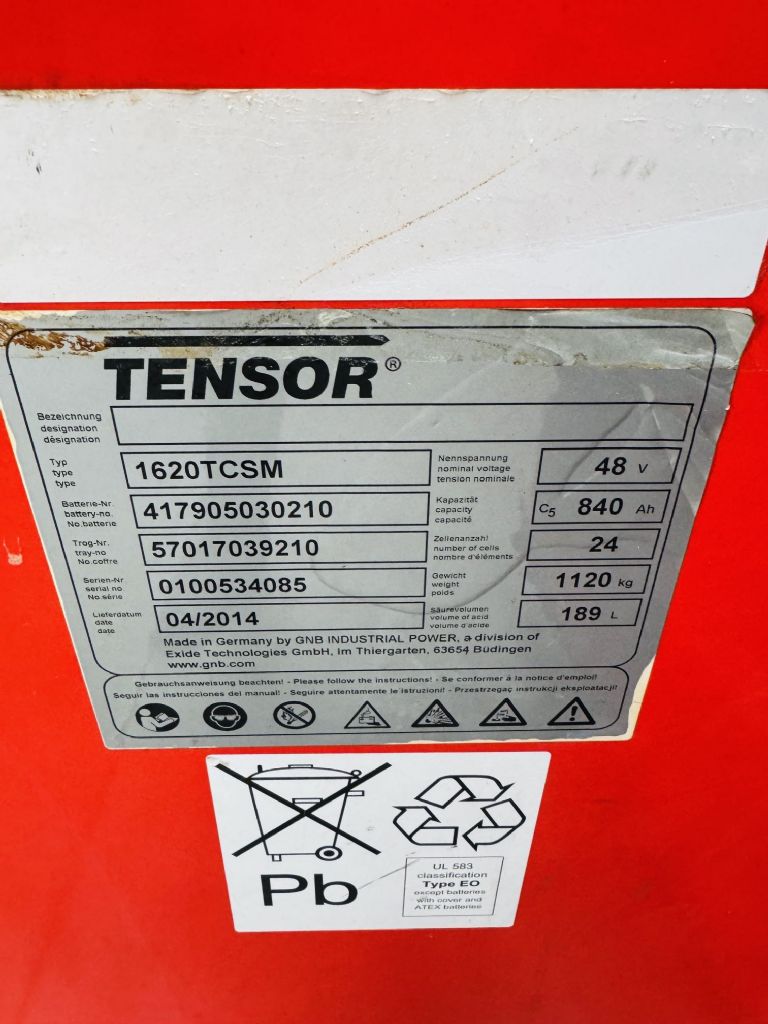 TENSOR®
Bezeichnung
designation
désignation
Typ
type
type
1620TCSM
Nennspannung
nominal voltage
tension nominale
48 V
Batterie-Nr.
battery-no.
No.batterie
417905030210
Kapazität
capacity
capacité
C5 840 Ah
Trog-Nr.
tray-no
No.coffre
57017039210
Zellenanzahl
number of cells
nombre d'éléments
24
Serien-Nr.
serial no.
No.série
0100534085
Gewicht
weight
poids
1120 kg
Lieferdatum
date
date
04/2014
Säurevolumen
volume of acid
volume d'acide
189 L
Made in Germany by GNB INDUSTRIAL POWER, a division of
Exide Technologies GmbH, Im Thiergarten, 63654 Büdingen
www.gnb.com
Gebrauchsanweisung beachten! - Please follow the instructions! - Se conformer à la notice d'emploi!
Seguir las instrucciones del manual! - Seguire attentamente le istruzioni! - Przestrzegać instrukcji eksploatacji!
Pb
UL 583
classification
Type EO
except batteries
with cover and
ATEX batteries